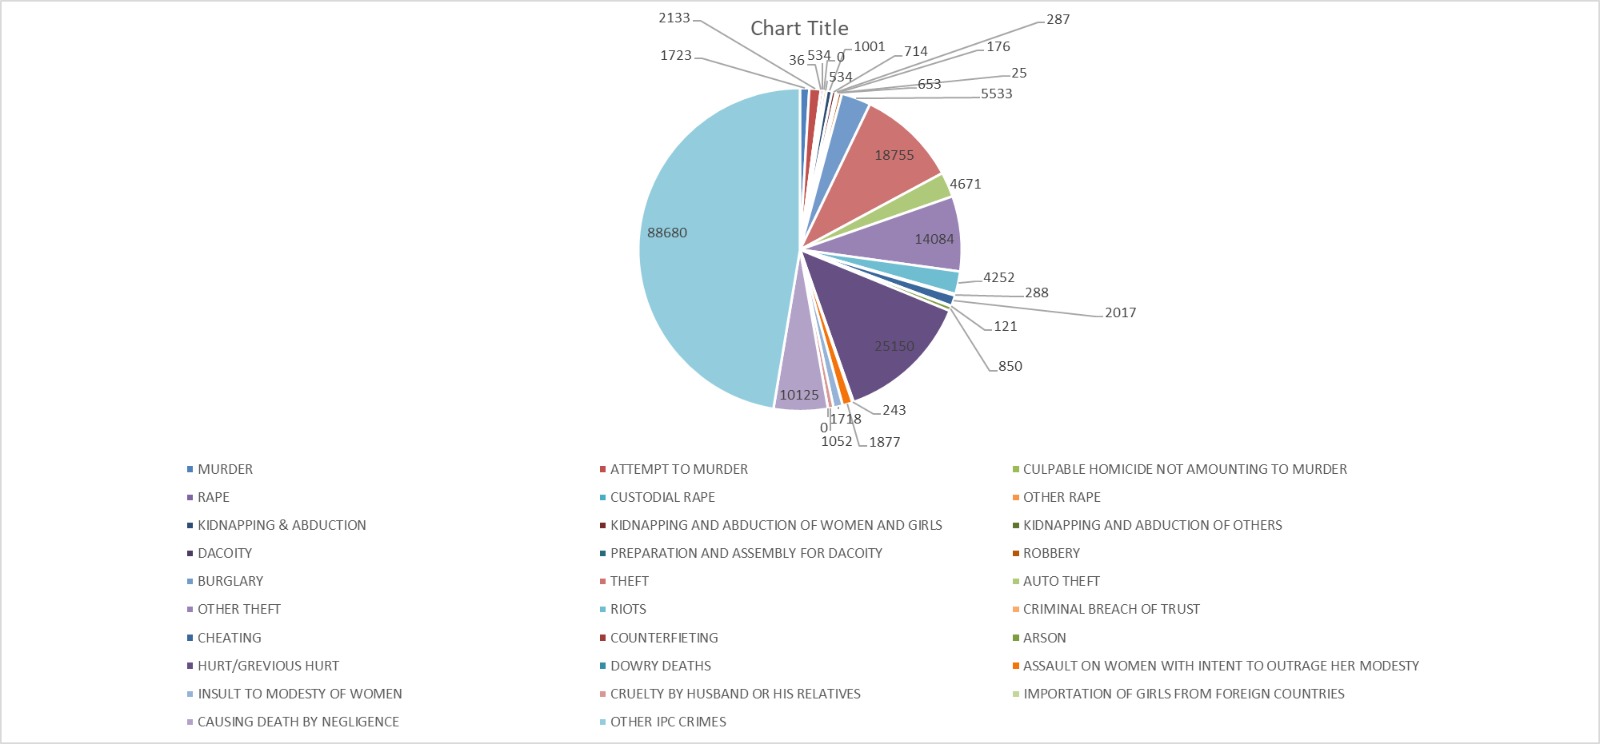 Chart Title
2133
287
1723
36
534
0
1001
714
176
534
653
25
5533
18755
4671
88680
14084
4252
288
2017
121
25150
850
10125
243
1718
0
1052
1877
MURDER
ATTEMPT TO MURDER
CULPABLE HOMICIDE NOT AMOUNTING TO MURDER
RAPE
CUSTODIAL RAPE
OTHER RAPE
KIDNAPPING & ABDUCTION
KIDNAPPING AND ABDUCTION OF WOMEN AND GIRLS
KIDNAPPING AND ABDUCTION OF OTHERS
DACOITY
PREPARATION AND ASSEMBLY FOR DACOITY
ROBBERY
BURGLARY
THEFT
AUTO THEFT
OTHER THEFT
RIOTS
CRIMINAL BREACH OF TRUST
CHEATING
COUNTERFIETING
ARSON
HURT/GREVIOUS HURT
DOWRY DEATHS
ASSAULT ON WOMEN WITH INTENT TO OUTRAGE HER MODESTY
INSULT TO MODESTY OF WOMEN
CRUELTY BY HUSBAND OR HIS RELATIVES
IMPORTATION OF GIRLS FROM FOREIGN COUNTRIES
CAUSING DEATH BY NEGLIGENCE
OTHER IPC CRIMES